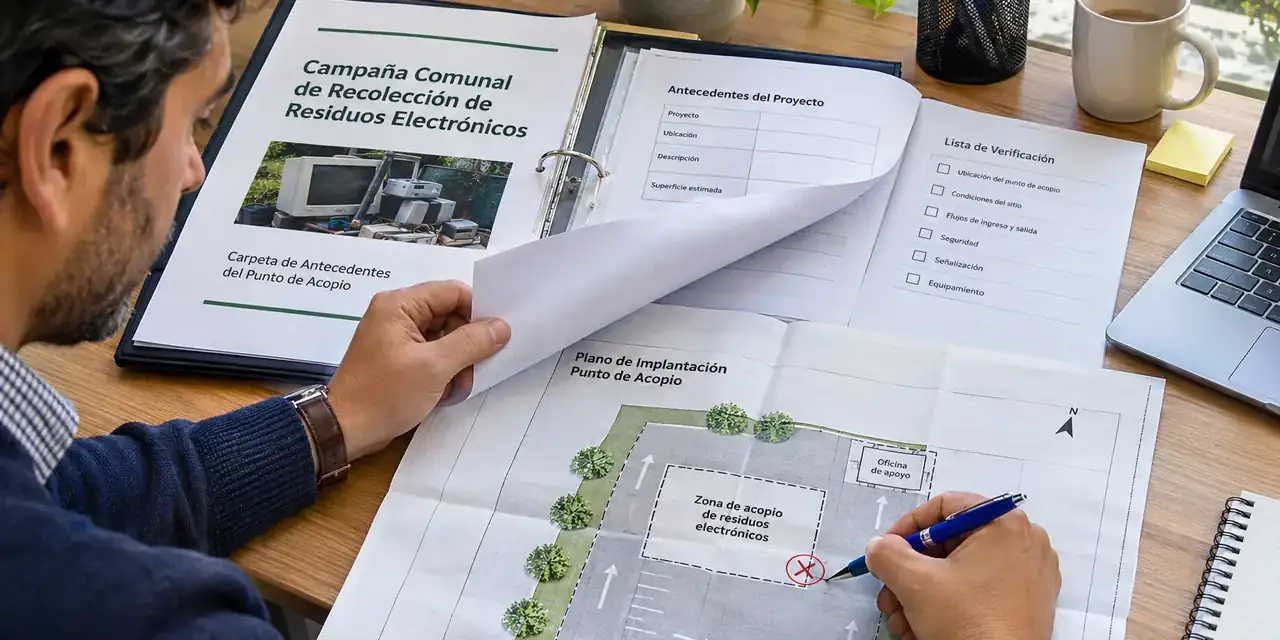 Campaña Comunal
de Recolección de
Residuos Electrónicos
Carpeta de Antecedentes
del Punto de Acopio
Antecedentes del Proyecto
Proyecto
Ubicación
Descripción
Superficie estimada
Lista de Verificación
Ubicación del punto de acopio
Condiciones del sitio
Flujos de ingreso y salida
Seguridad
Señalización
Equipamiento
Plano de Implantación
Punto de Acopio
N
Oficina
de apoyo
Zona de acopio
de residuos
electrónicos